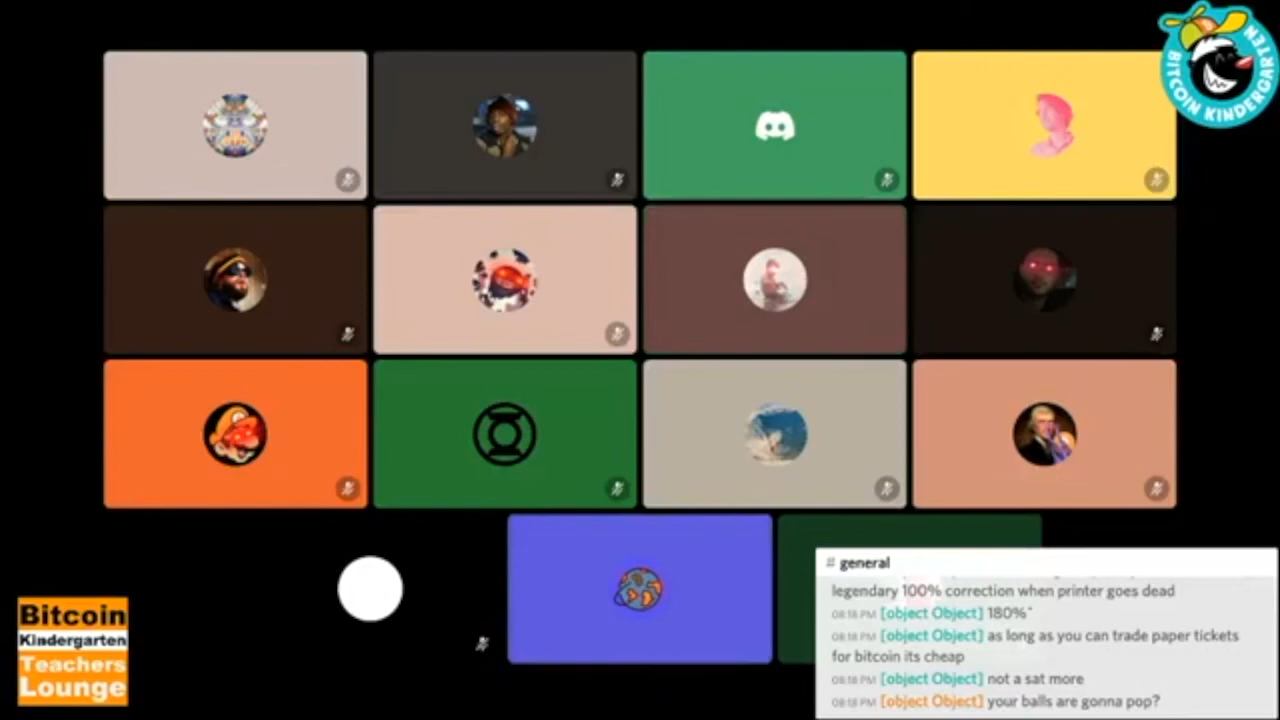 BITCOIN KINDERGARTEN
# general
legendary 100% correction when printer goes dead
08:18 PM [object Object] 180%*
08:18 PM [object Object] as long as you can trade paper tickets
for bitcoin its cheap
08:18 PM [object Object] not a sat more
08:18 PM [object Object] your balls are gonna pop?
Bitcoin
Kindergarten
Teachers
Lounge